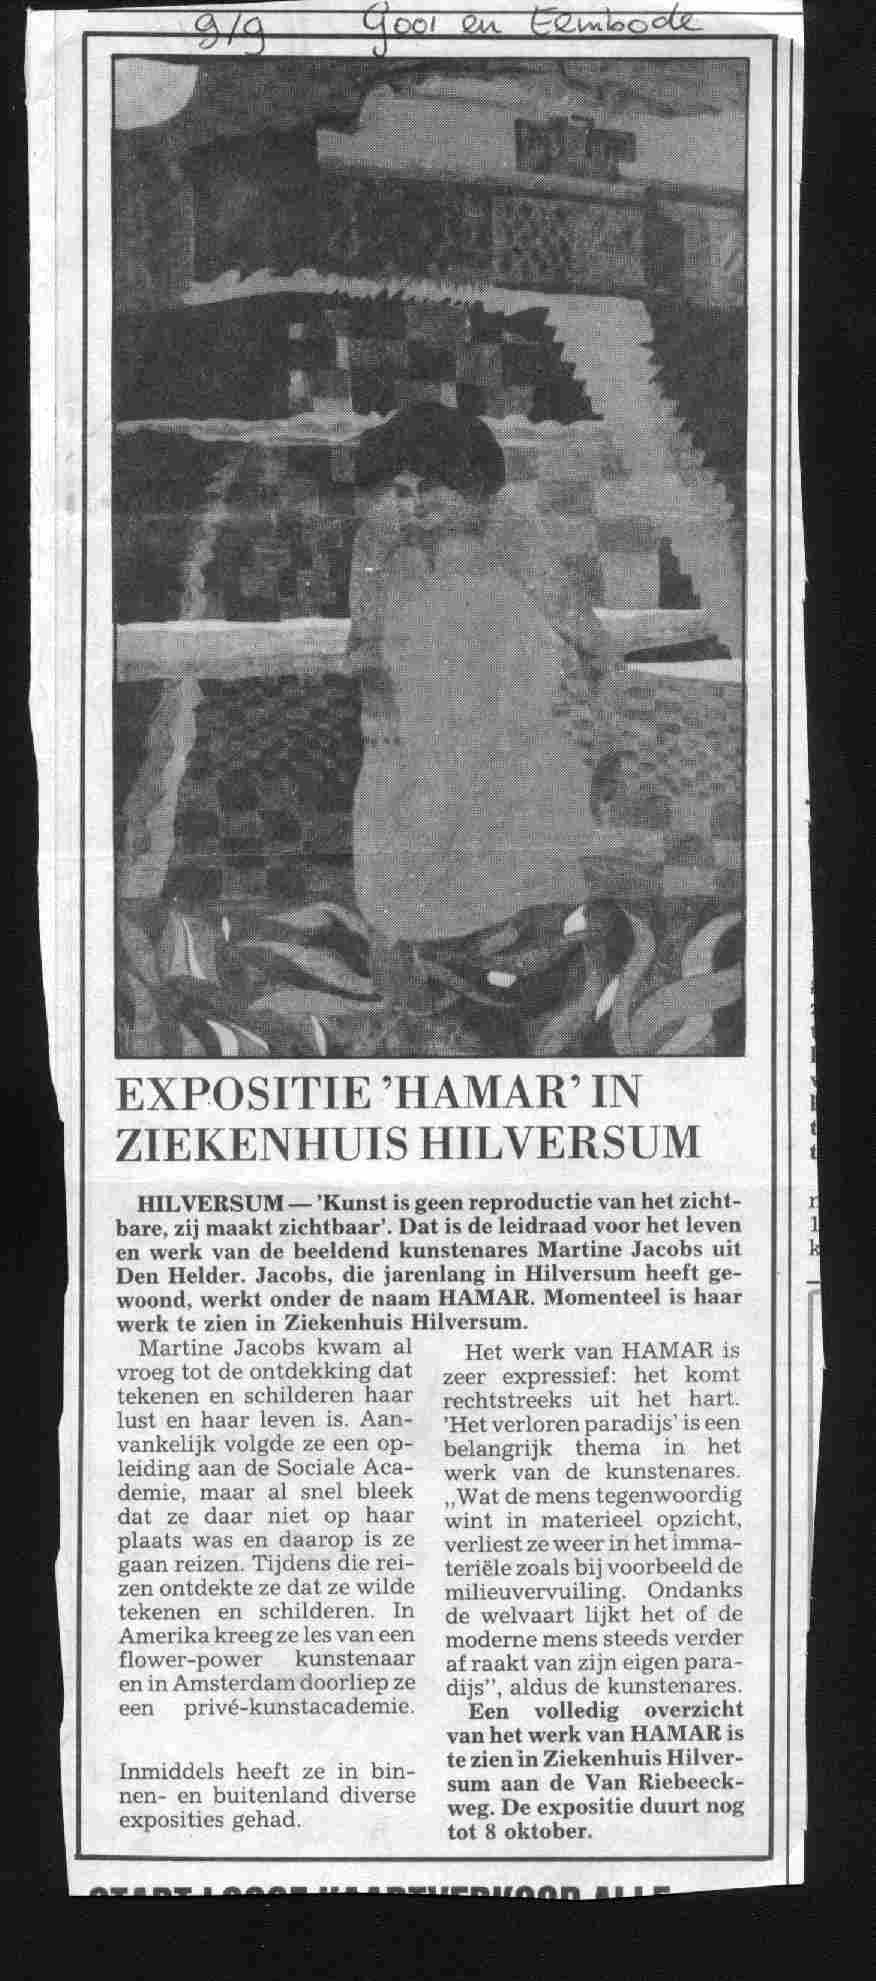 9/9 Gooi en Eembode
EXPOSITIE 'HAMAR' IN
ZIEKENHUIS HILVERSUM
HILVERSUM — 'Kunst is geen reproductie van het zicht-
bare, zij maakt zichtbaar'. Dat is de leidraad voor het leven
en werk van de beeldend kunstenares Martine Jacobs uit
Den Helder. Jacobs, die jarenlang in Hilversum heeft ge-
woond, werkt onder de naam HAMAR. Momenteel is haar
werk te zien in Ziekenhuis Hilversum.
Martine Jacobs kwam al
vroeg tot de ontdekking dat
tekenen en schilderen haar
lust en haar leven is. Aan-
vankelijk volgde ze een op-
leiding aan de Sociale Aca-
demie, maar al snel bleek
dat ze daar niet op haar
plaats was en daarop is ze
gaan reizen. Tijdens die rei-
zen ontdekte ze dat ze wilde
tekenen en schilderen. In
Amerika kreeg ze les van een
flower-power kunstenaar
en in Amsterdam doorliep ze
een privé-kunstacademie.
Inmiddels heeft ze in bin-
nen- en buitenland diverse
exposities gehad.
Het werk van HAMAR is
zeer expressief: het komt
rechtstreeks uit het hart.
'Het verloren paradijs' is een
belangrijk thema in het
werk van de kunstenares.
„Wat de mens tegenwoordig
wint in materieel opzicht,
verliest ze weer in het imma-
teriële zoals bij voorbeeld de
milieuvervuiling. Ondanks
de welvaart lijkt het of de
moderne mens steeds verder
af raakt van zijn eigen para-
dijs”, aldus de kunstenares.
Een volledig overzicht
van het werk van HAMAR is
te zien in Ziekenhuis Hilver-
sum aan de Van Riebeeck-
weg. De expositie duurt nog
tot 8 oktober.